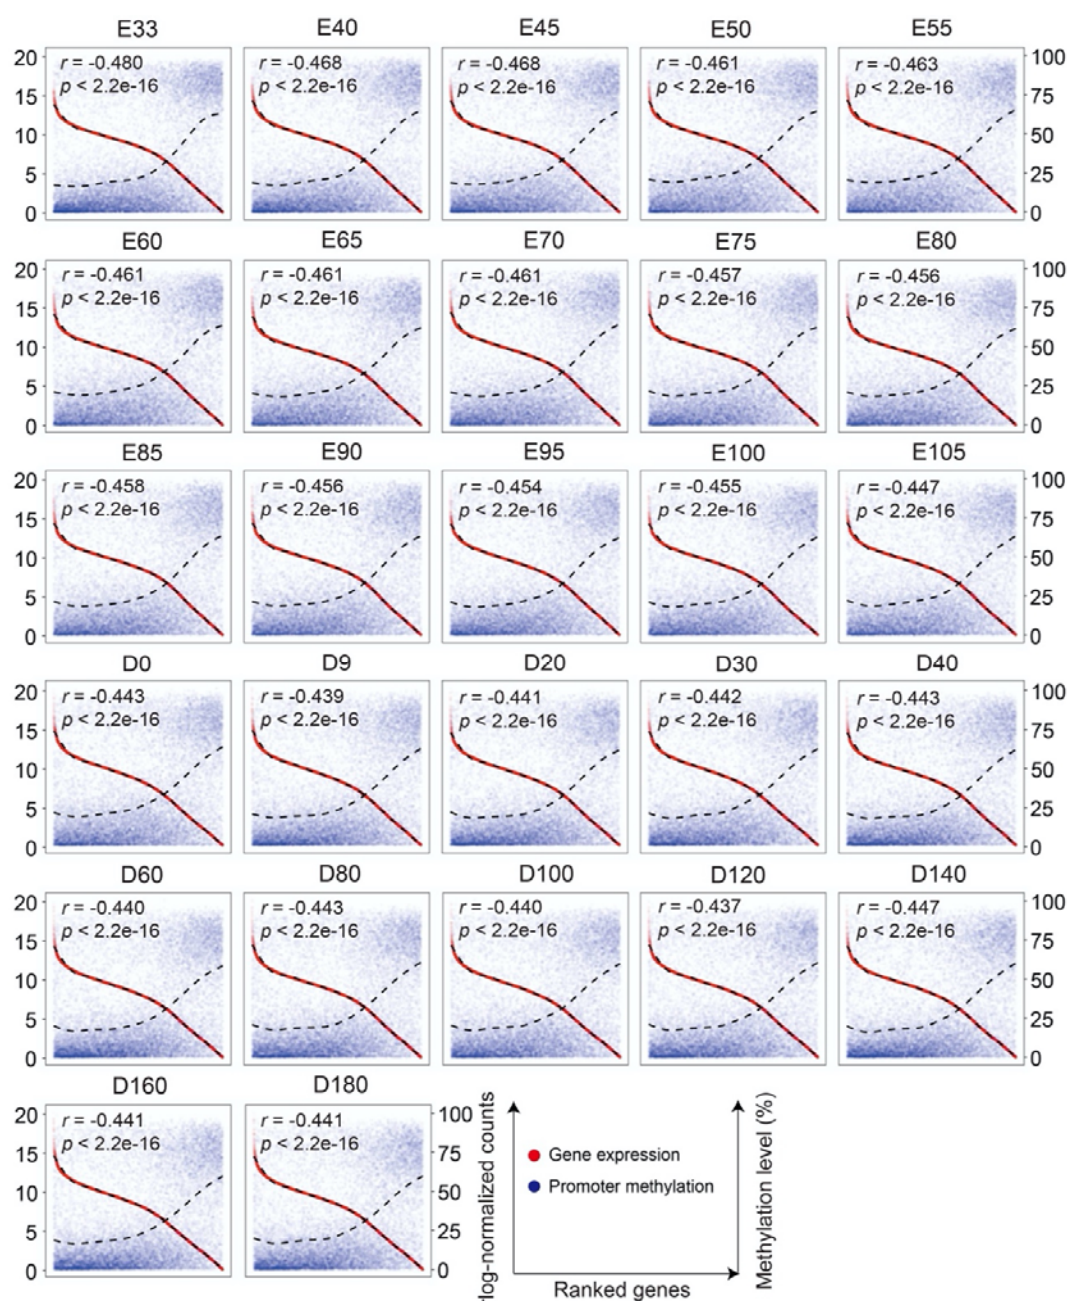 E33 E40 E45 E50 E55
20 r = -0.480 r = -0.468 r = -0.468 r = -0.461 r = -0.463 100
p < 2.2e-16 p < 2.2e-16 p < 2.2e-16 p < 2.2e-16 p < 2.2e-16
15 75
10 50
5 25
0 0
E60 E65 E70 E75 E80
20 r = -0.461 r = -0.461 r = -0.461 r = -0.457 r = -0.456 100
p < 2.2e-16 p < 2.2e-16 p < 2.2e-16 p < 2.2e-16 p < 2.2e-16
15 75
10 50
5 25
0 0
E85 E90 E95 E100 E105
20 r = -0.458 r = -0.456 r = -0.454 r = -0.455 r = -0.447 100
p < 2.2e-16 p < 2.2e-16 p < 2.2e-16 p < 2.2e-16 p < 2.2e-16
15 75
10 50
5 25
0 0
D0 D9 D20 D30 D40
20 r = -0.443 r = -0.439 r = -0.441 r = -0.442 r = -0.443 100
p < 2.2e-16 p < 2.2e-16 p < 2.2e-16 p < 2.2e-16 p < 2.2e-16
15 75
10 50
5 25
0 0
D60 D80 D100 D120 D140
20 r = -0.440 r = -0.443 r = -0.440 r = -0.437 r = -0.447 100
p < 2.2e-16 p < 2.2e-16 p < 2.2e-16 p < 2.2e-16 p < 2.2e-16
15 75
10 50
5 25
0 0
D160 D180
20 r = -0.441 r = -0.441 100
p < 2.2e-16 p < 2.2e-16
15 75
10 50
5 25
0 0
rlog-normalized counts
Gene expression
Promoter methylation
Ranked genes
Methylation level (%)